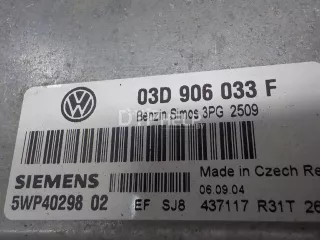 03D 906 033 F
Benzin Simos 3PG 2509
SIEMENS
Made in Czech Re
06.09.04
5WP40298 02
EF SJ8 437117 R31T 26